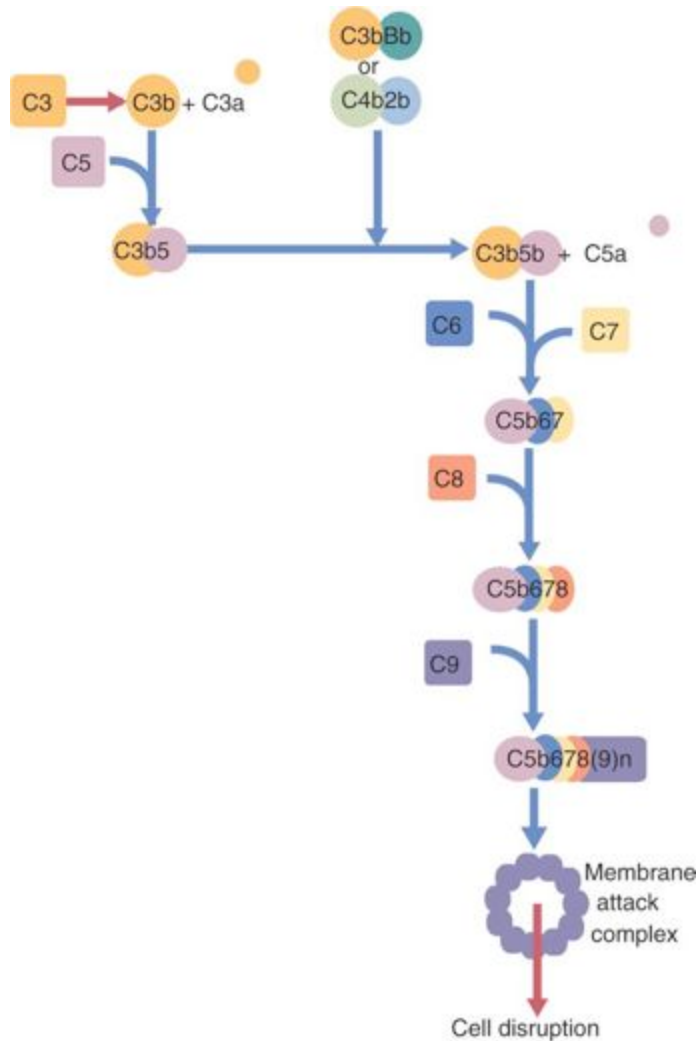 C3bBb
or
C4b2b
C3
C3b + C3a
C5
C3b5
C3b5b + C5a
C6
C7
C5b67
C8
C5b678
C9
C5b678(9)n
Membrane
attack
complex
Cell disruption